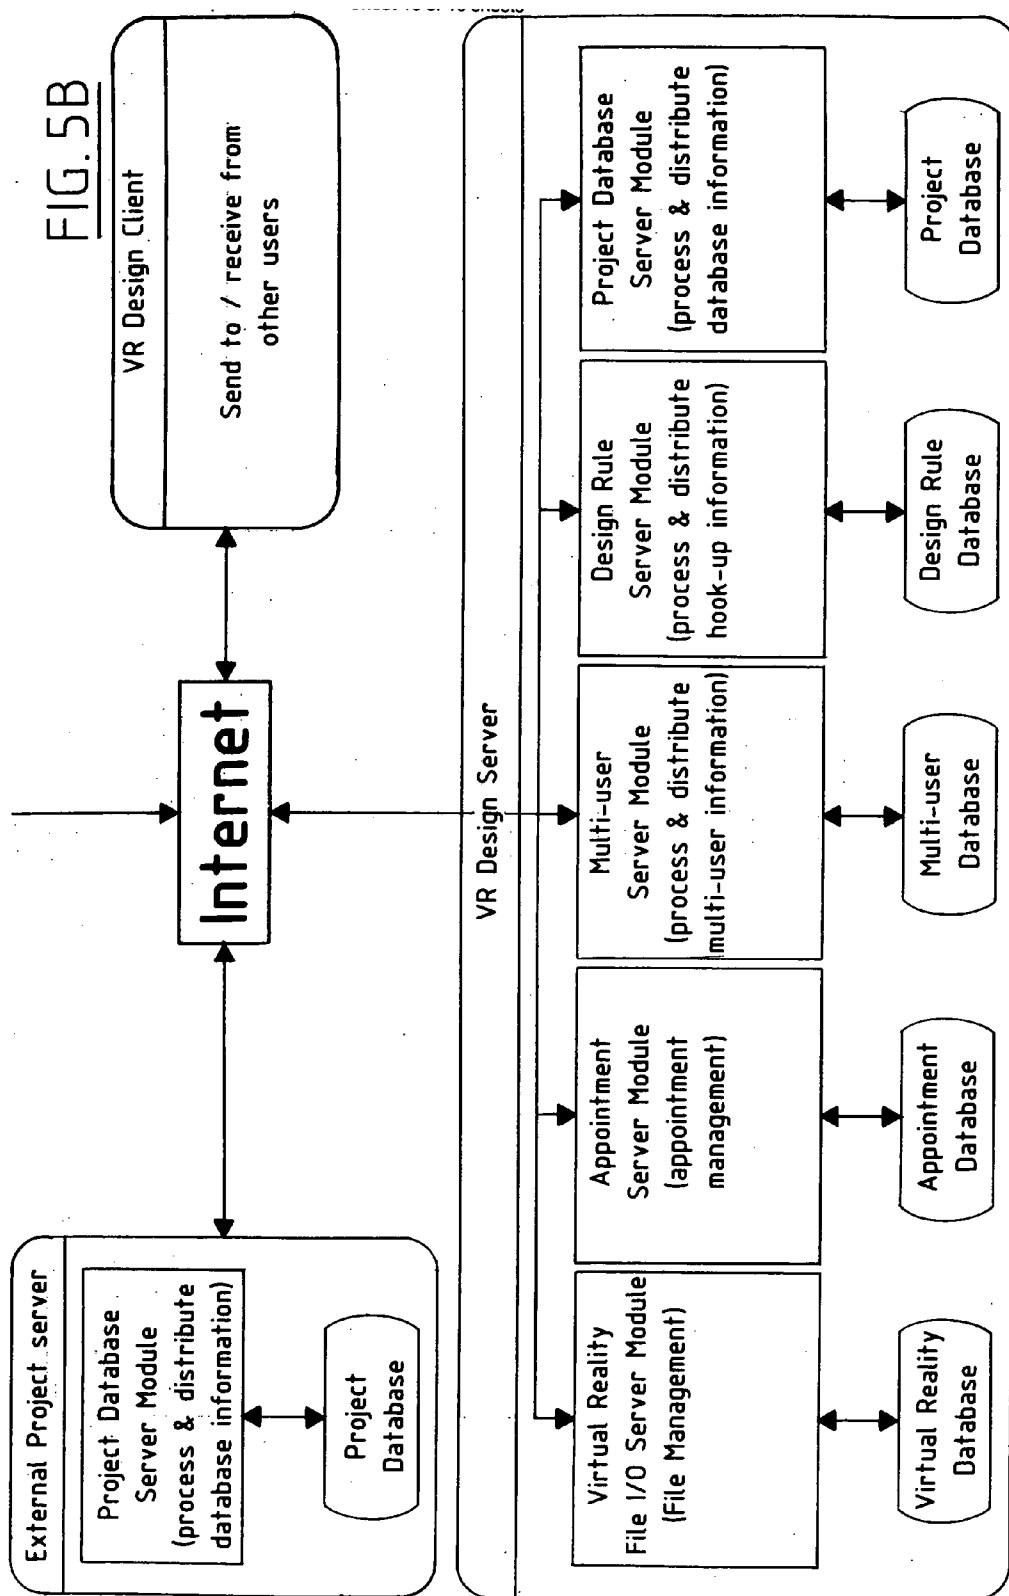 FIG. 5B
External Project server
Project Database
Server Module
(process & distribute
database information)
Project
Database
Internet
VR Design Client
Send to / receive from
other users
VR Design Server
Virtual Reality
File I/O Server Module
(File Management)
Virtual Reality
Database
Appointment
Server Module
(appointment
management)
Appointment
Database
Multi-user
Server Module
(process & distribute
multi-user information)
Multi-user
Database
Design Rule
Server Module
(process & distribute
hook-up information)
Design Rule
Database
Project Database
Server Module
(process & distribute
database information)
Project
Database